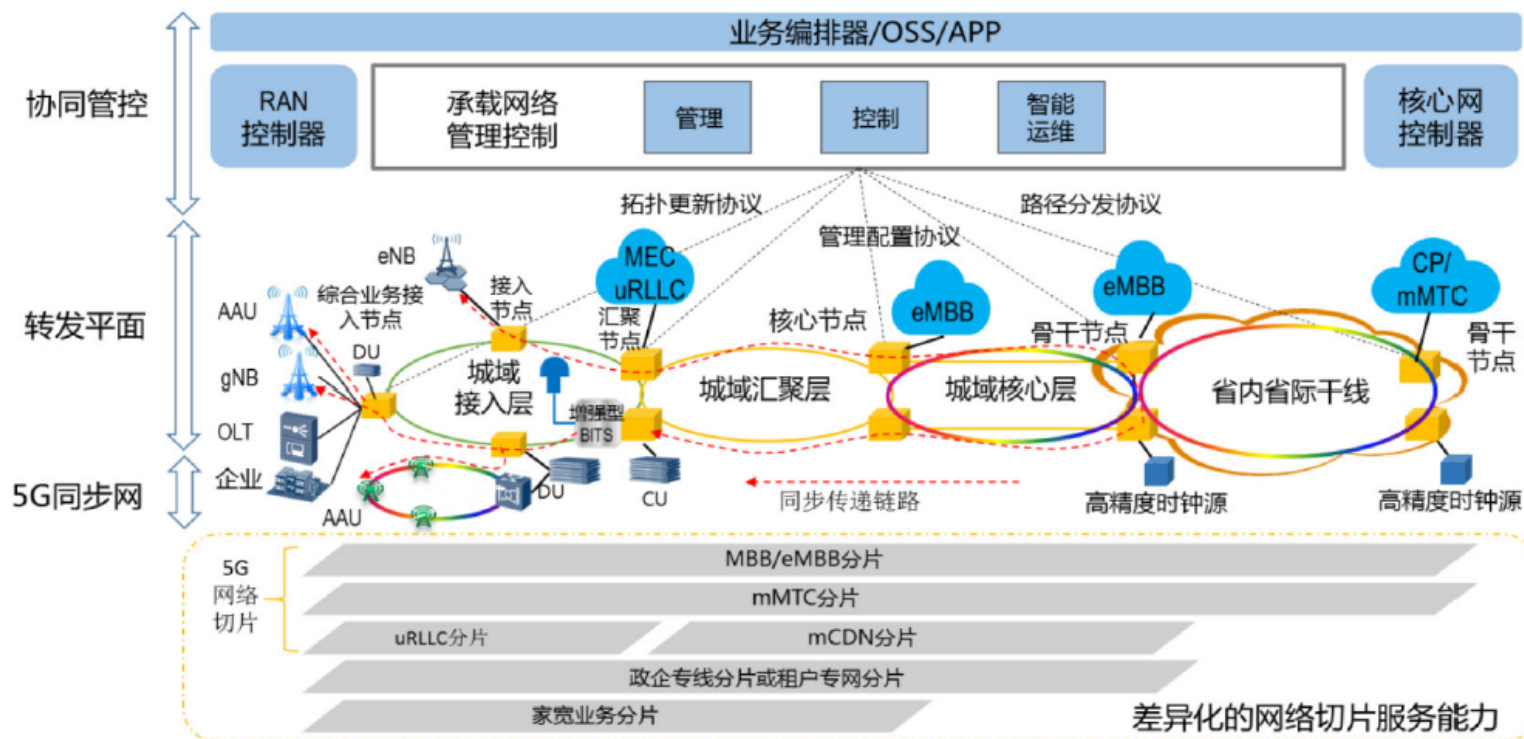 业务编排器/OSS/APP
协同管控
RAN
控制器
承载网络
管理控制
管理
控制
智能
运维
核心网
控制器
拓扑更新协议
管理配置协议
路径分发协议
转发平面
eNB
AAU
综合业务接
入节点
接入
节点
MEC
uRLLC
汇聚
节点
核心节点
eMBB
骨干节点
eMBB
CP/
mMTC
骨干
节点
DU
gNB
城域
接入层
城域汇聚层
城域核心层
省内省际干线
OLT
增强型
BITS
企业
5G同步网
AAU
DU
CU
同步传递链路
高精度时钟源
高精度时钟源
5G
网络
切片
MBB/eMBB分片
mMTC分片
uRLLC分片
mCDN分片
政企专线分片或租户专网分片
家宽业务分片
差异化的网络切片服务能力